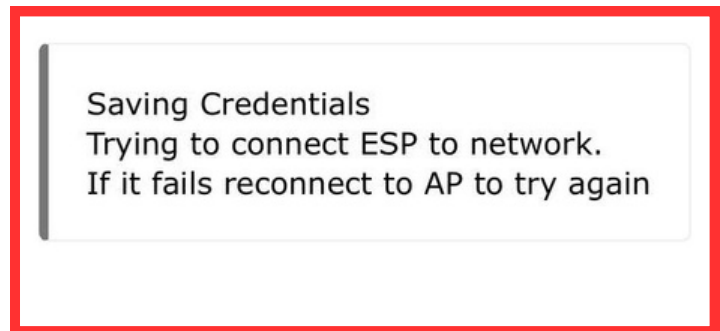 Saving Credentials
Trying to connect ESP to network.
If it fails reconnect to AP to try again